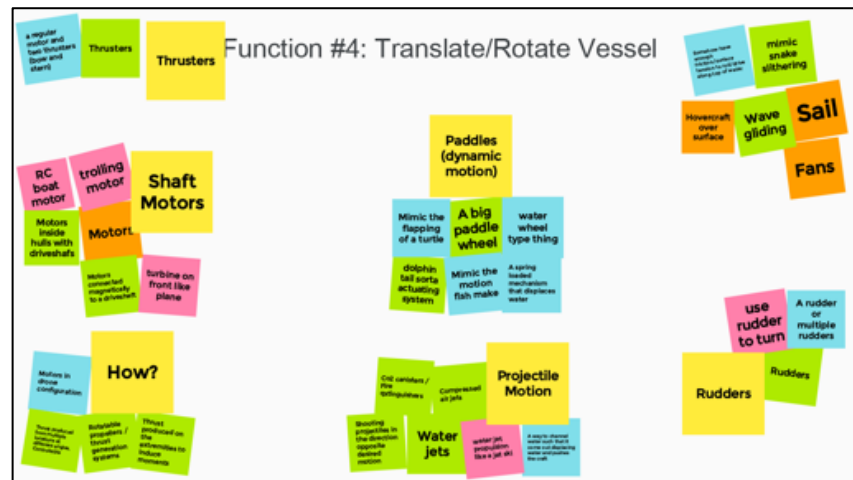 Function #4: Translate/Rotate Vessel
a regular
motor and
two thrusters
(bow and
stern)
Thrusters
Thrusters
mimic
snake
slithering
Hovercraft
over
surface
Wave
gliding
Sail
Fans
RC
boat
motor
trolling
motor
Shaft
Motors
Motors
inside
hulls with
driveshafs
Motors
Motors
connected
magnetically
to a driveshaft
turbine on
front like
plane
Paddles
(dynamic
motion)
Mimic the
flapping
of a turtle
A big
paddle
wheel
water
wheel
type thing
dolphin
tail sorta
actuating
system
Mimic the
motion
fish make
A spring
loaded
mechanism
that displaces
water
use
rudder
to turn
A rudder
or
multiple
rudders
Rudders
Rudders
Motors in
drone
configuration
How?
Rotatable
propellers /
thrust
generation
systems
Thrust
produced on
the
extremities to
induce
moments
Co2 canisters /
Fire
extinguishers
Compressed
air jets
Projectile
Motion
Shooting
projectiles in
the direction
opposite
desired
motion
Water
jets
water jet
propulsion
like a jet ski